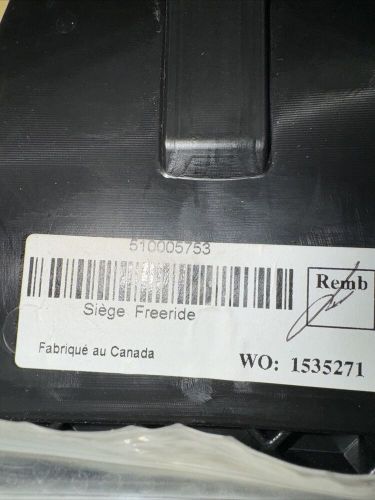 510005753
Remb
Siège Freeride
Fabriqué au Canada
WO: 1535271